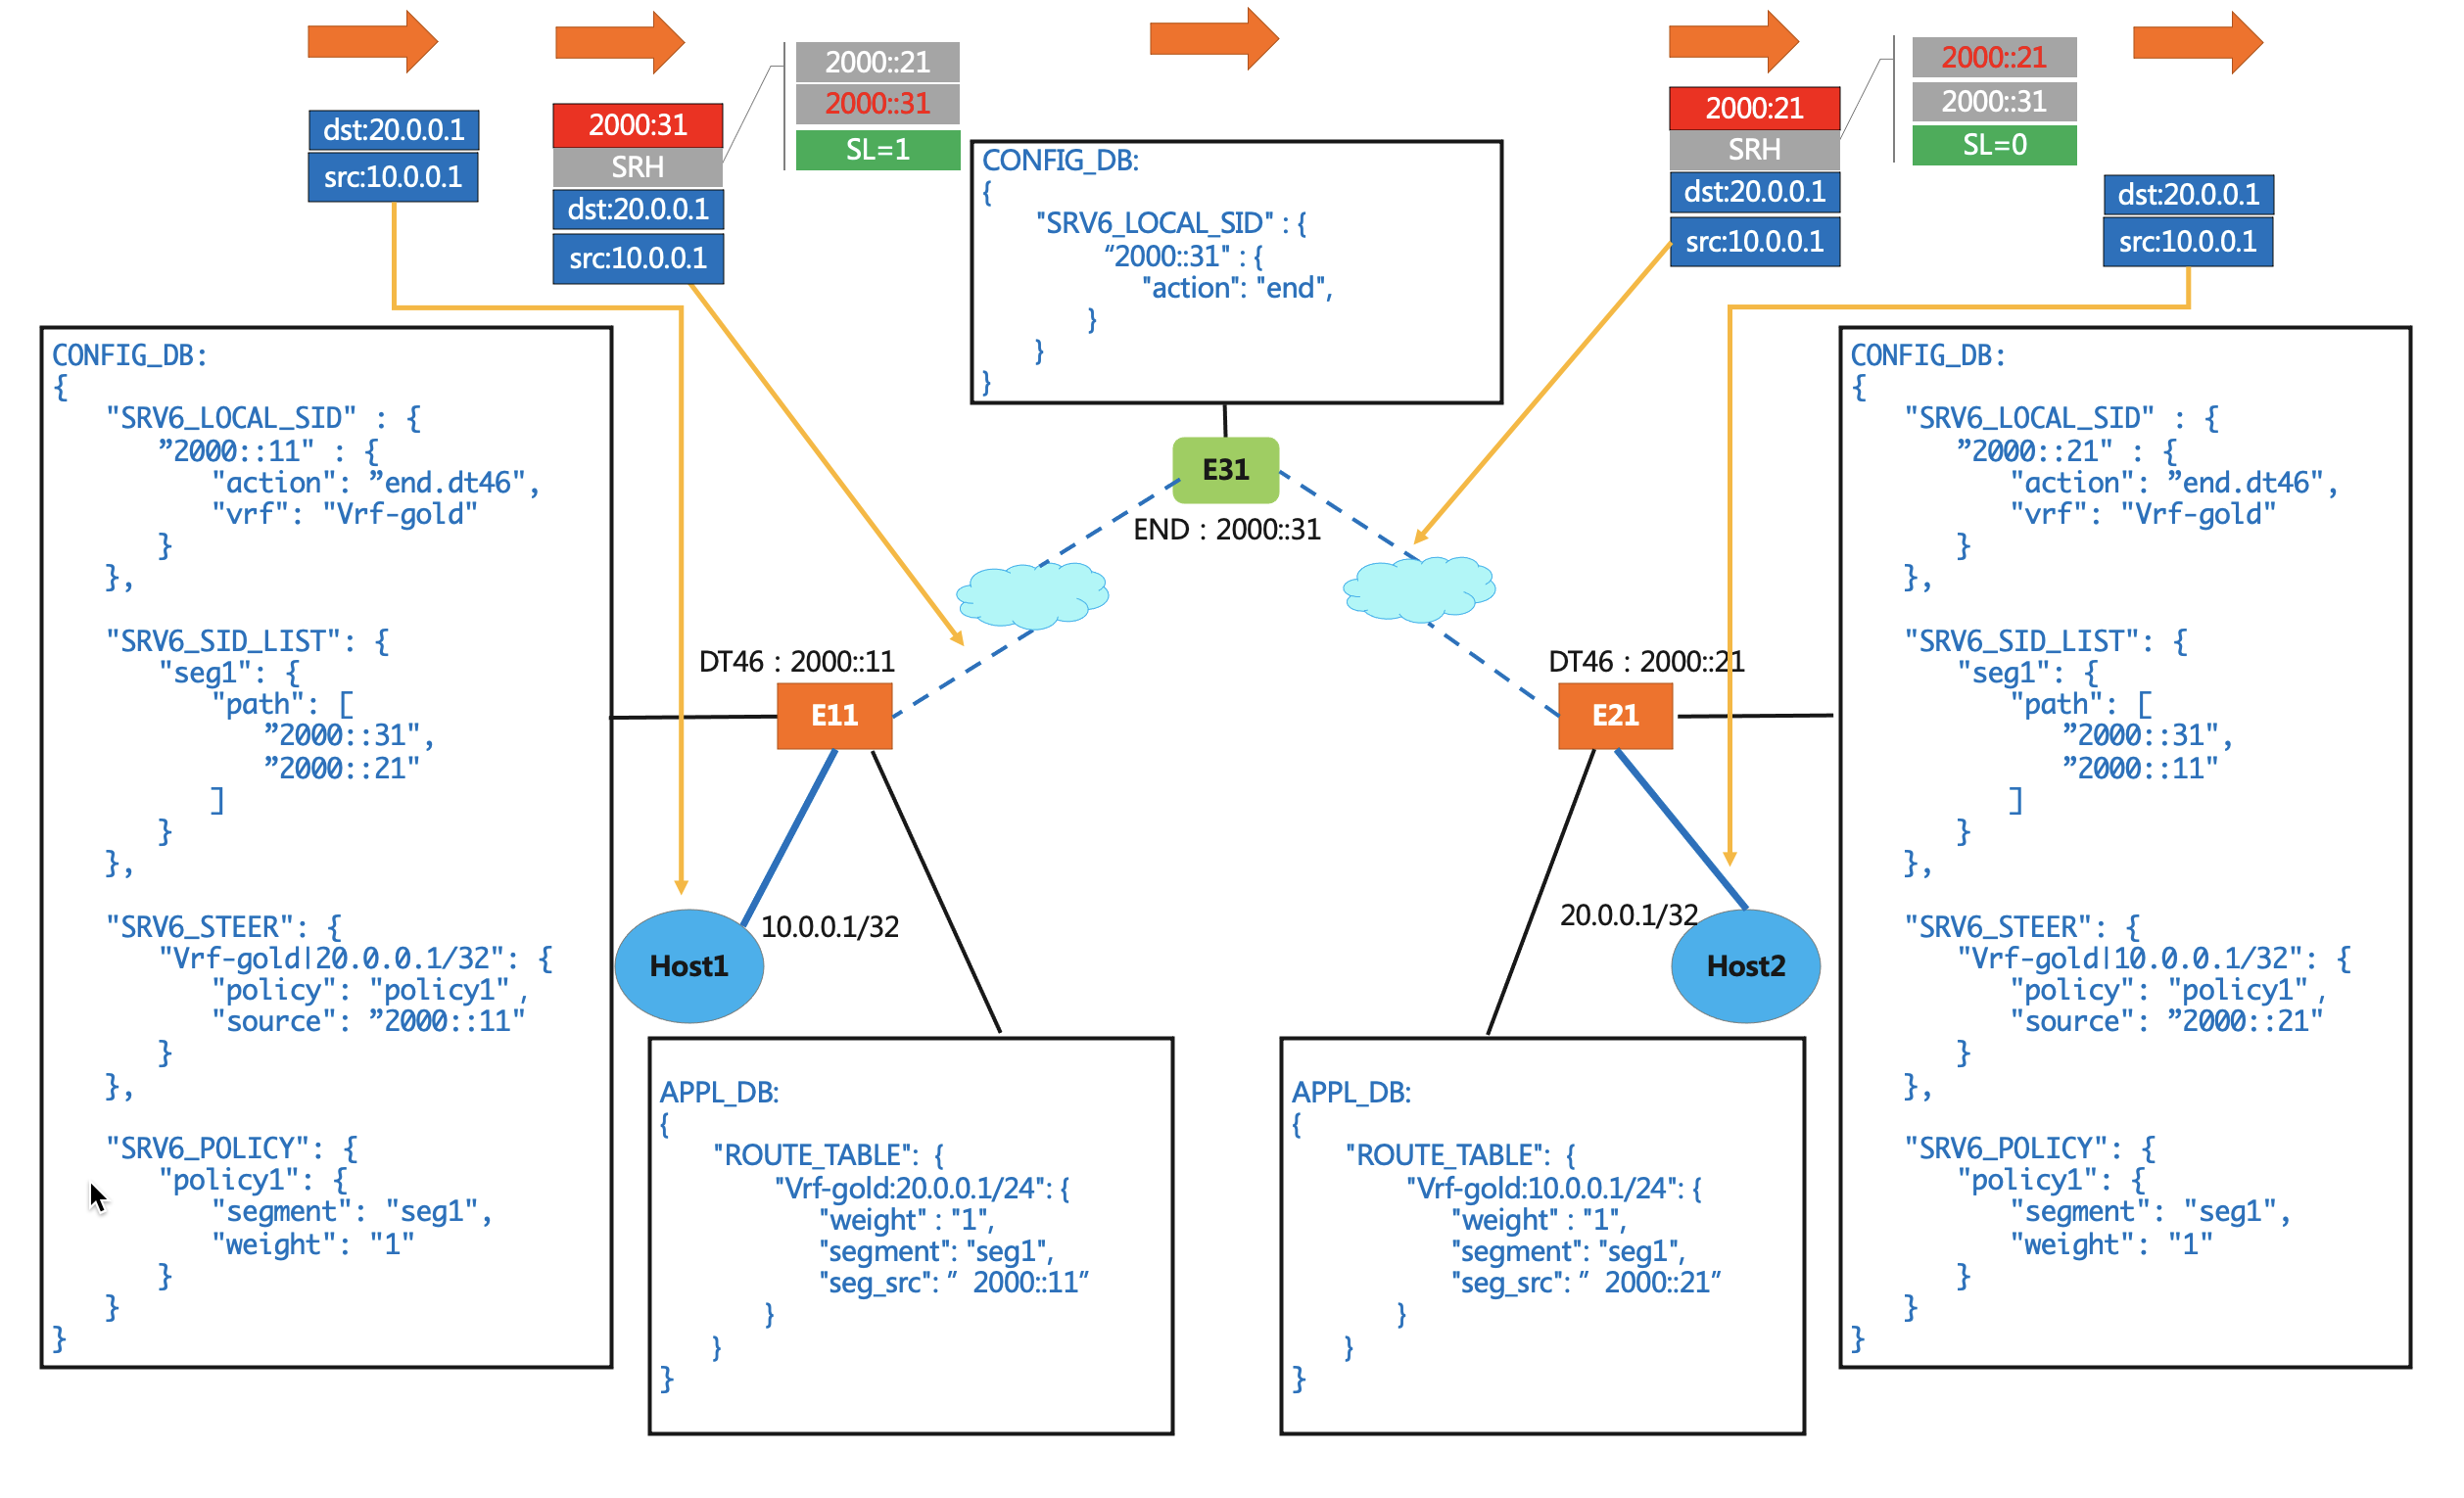 dst:20.0.0.1
src:10.0.0.1
2000:31
SRH
dst:20.0.0.1
src:10.0.0.1
2000::21
2000::31
SL=1
2000:21
SRH
dst:20.0.0.1
src:10.0.0.1
2000::21
2000::31
SL=0
dst:20.0.0.1
src:10.0.0.1
CONFIG_DB:
{
"SRV6_LOCAL_SID" : {
“2000::31" : {
"action": "end",
}
}
}
E31
END : 2000::31
CONFIG_DB:
{
"SRV6_LOCAL_SID" : {
”2000::11" : {
"action": ”end.dt46",
"vrf": "Vrf-gold"
}
},
"SRV6_SID_LIST": {
"seg1": {
"path": [
”2000::31",
”2000::21"
]
}
},
"SRV6_STEER": {
"Vrf-gold|20.0.0.1/32": {
"policy": "policy1",
"source": ”2000::11"
}
},
"SRV6_POLICY": {
"policy1": {
"segment": "seg1",
"weight": "1"
}
}
}
DT46 : 2000::11
E11
10.0.0.1/32
Host1
DT46 : 2000::21
E21
20.0.0.1/32
Host2
APPL_DB:
{
"ROUTE_TABLE": {
"Vrf-gold:20.0.0.1/24": {
"weight" : "1",
"segment": "seg1",
"seg_src": ” 2000::11”
}
}
}
APPL_DB:
{
"ROUTE_TABLE": {
"Vrf-gold:10.0.0.1/24": {
"weight" : "1",
"segment": "seg1",
"seg_src": ” 2000::21”
}
}
}
CONFIG_DB:
{
"SRV6_LOCAL_SID" : {
”2000::21" : {
"action": ”end.dt46",
"vrf": "Vrf-gold"
}
},
"SRV6_SID_LIST": {
"seg1": {
"path": [
”2000::31",
”2000::11"
]
}
},
"SRV6_STEER": {
"Vrf-gold|10.0.0.1/32": {
"policy": "policy1",
"source": ”2000::21"
}
},
"SRV6_POLICY": {
"policy1": {
"segment": "seg1",
"weight": "1"
}
}
}